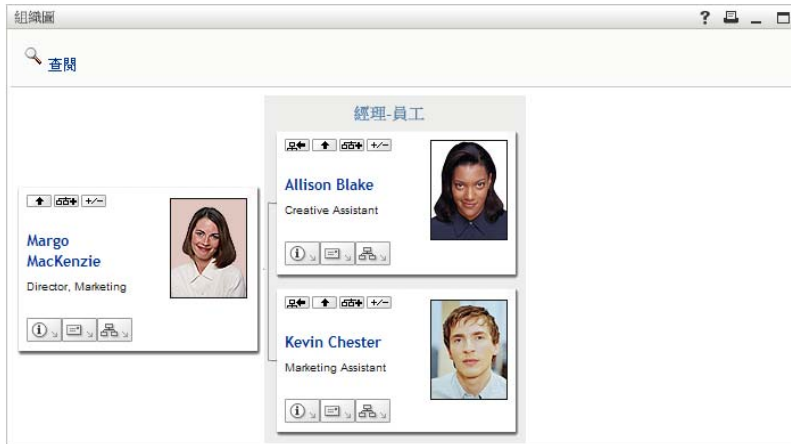 組織圖
?
查閱
經理-員工
Margo
MacKenzie
Director, Marketing
+/-
Allison Blake
Creative Assistant
+/-
Kevin Chester
Marketing Assistant
+/-